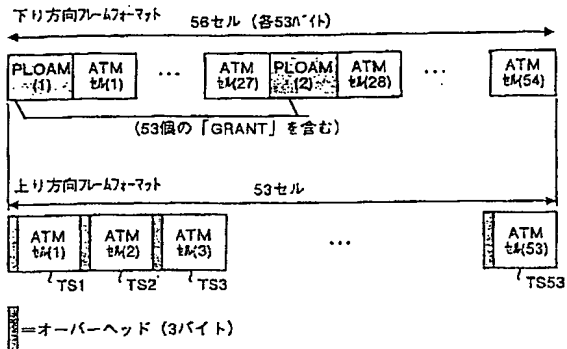 下り方向フレームフォーマット 56セル (各53バイト)
PLOAM (1) ATM セル(1) … ATM セル(27) PLOAM (2) ATM セル(28) … ATM セル(54)
(53個の「GRANT」を含む)
上り方向フレームフォーマット 53セル
ATM セル(1) ATM セル(2) ATM セル(3) … ATM セル(53)
TS1 TS2 TS3 TS53
=オーバーヘッド (3バイト)